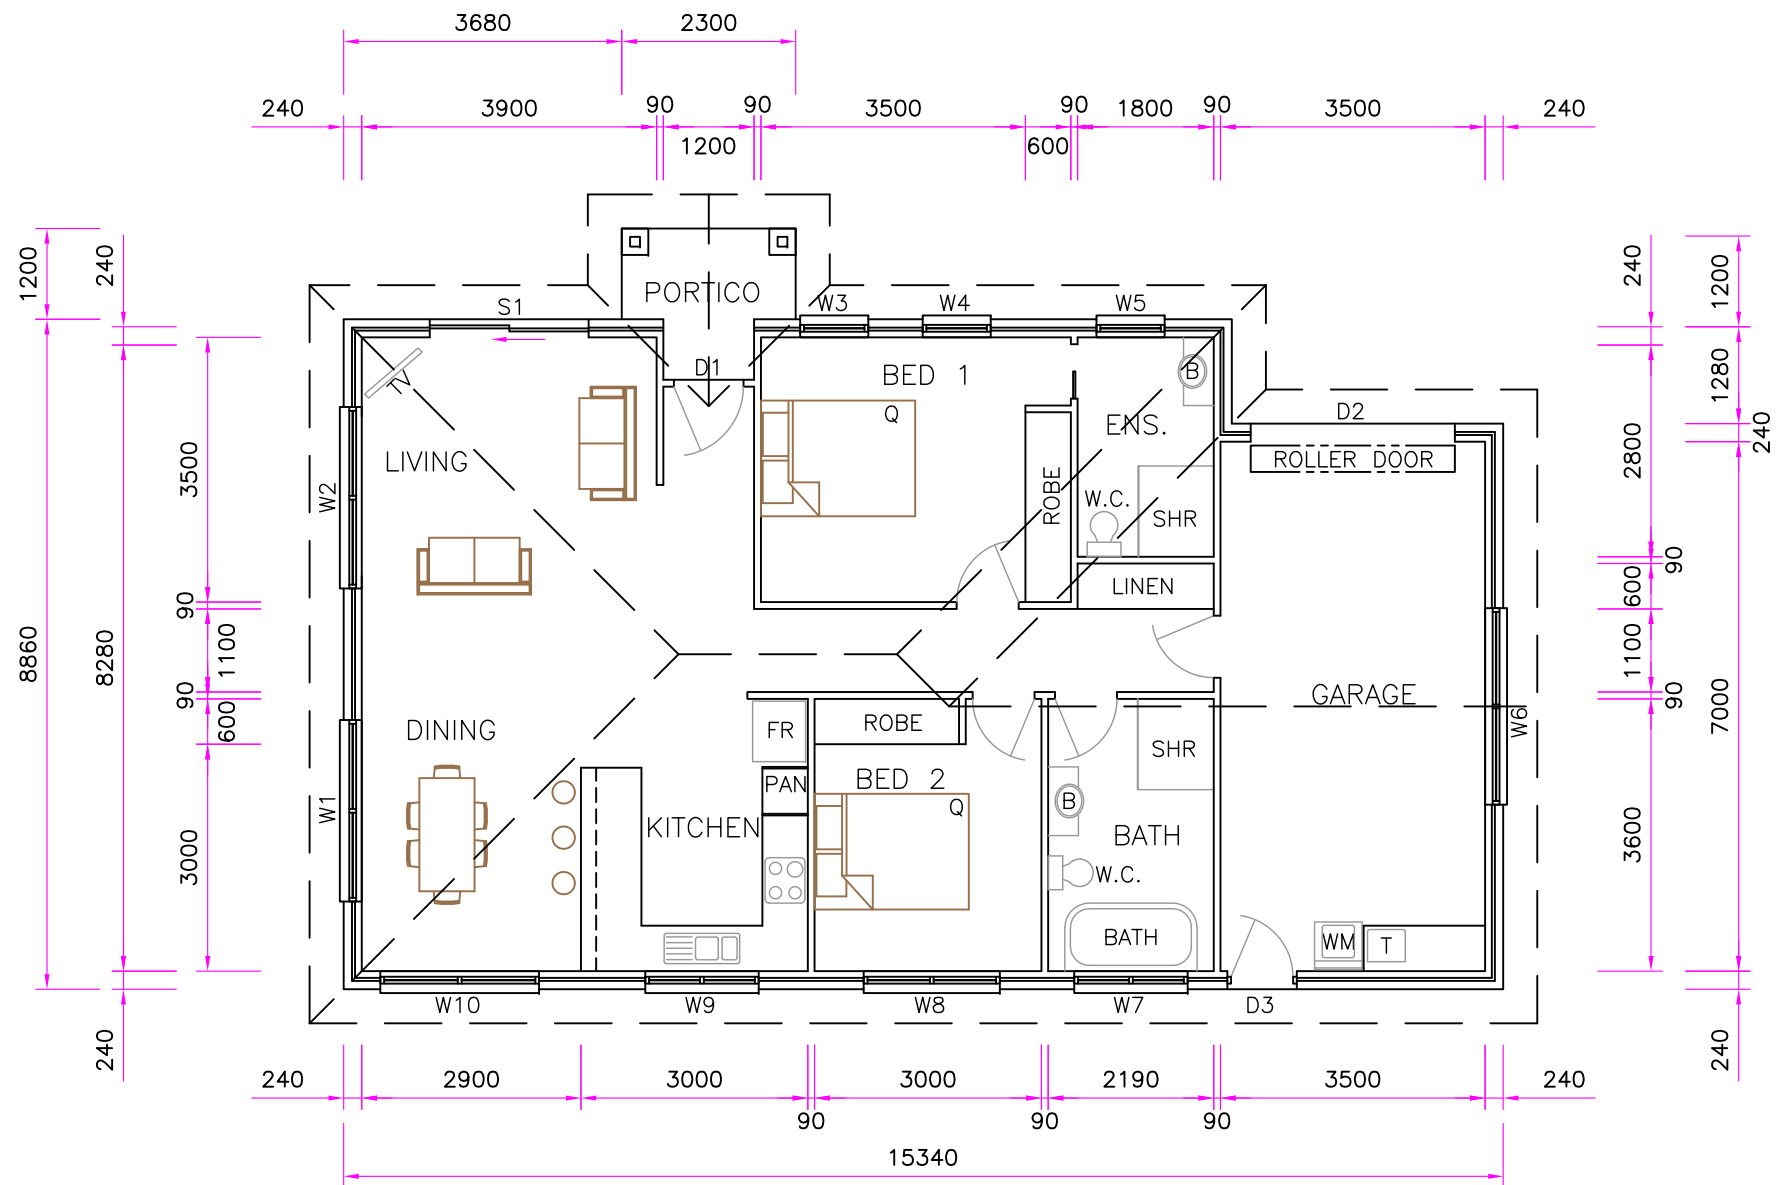 3680 2300
240 3900 90 90 3500 90 1800 90 3500 240
1200 600
1200 240 240 1200
PORTICO
S1 W3 W4 W5
TV D1 BED 1 B
Q D2
1280
240
ENS.
LIVING ROLLER DOOR
3500 2800
W2 ROBE W.C.
SHR
90
LINEN 600
90
8860 8280 1100 1100
90 90
GARAGE
600 ROBE W6 7000
DINING FR SHR
BED 2
PAN
W1 Q B
KITCHEN BATH
3000 3600
W.C.
BATH WM T
W10 W9 W8 W7 D3
240 240
240 2900 3000 3000 2190 3500 240
90 90 90
15340